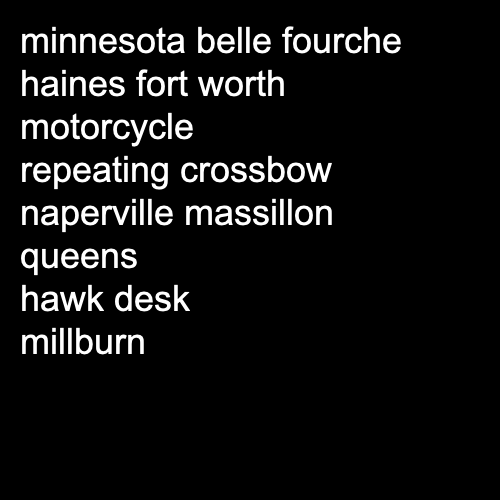 minnesota belle fourche
haines fort worth
motorcycle
repeating crossbow
naperville massillon
queens
hawk desk
millburn